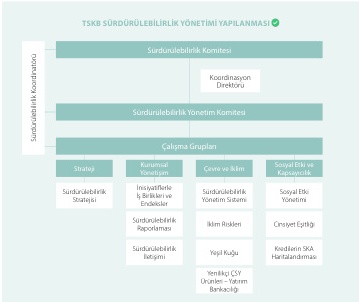 TSKB SÜRDÜRÜLEBİLİRLİK YÖNETİMİ YAPILANMASI
Sürdürülebilirlik Koordinatörü
Sürdürülebilirlik Komitesi
Koordinasyon
Direktörü
Sürdürülebilirlik Yönetim Komitesi
Çalışma Grupları
Strateji
Sürdürülebilirlik
Stratejisi
Kurumsal
Yönetişim
İnisiyatiflerle
İş Birlikleri ve
Endeksler
Sürdürülebilirlik
Raporlaması
Sürdürülebilirlik
İletişimi
Çevre ve İklim
Sürdürülebilirlik
Yönetim Sistemi
İklim Riskleri
Yeşil Kuğu
Yenilikçi ÇSY
Ürünleri – Yatırım
Bankacılığı
Sosyal Etki ve
Kapsayıcılık
Sosyal Etki
Yönetimi
Cinsiyet Eşitliği
Kredilerin SKA
Haritalandırması